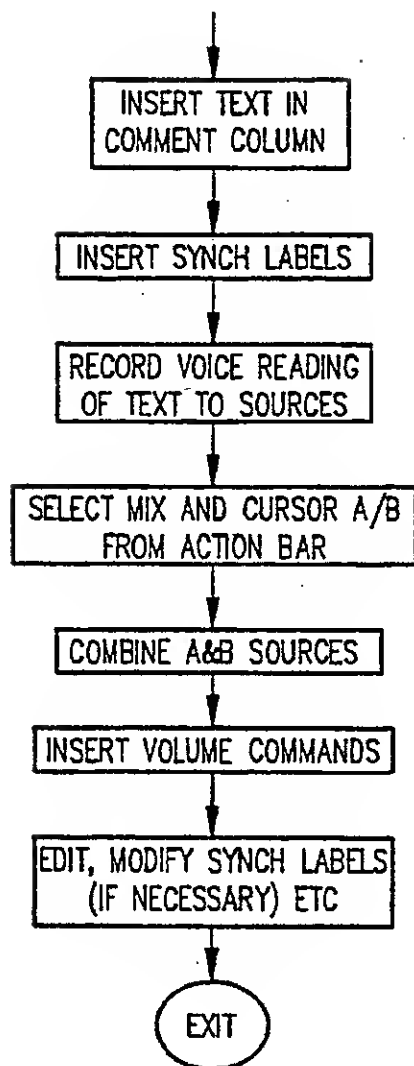 INSERT TEXT IN
COMMENT COLUMN
INSERT SYNCH LABELS
RECORD VOICE READING
OF TEXT TO SOURCES
SELECT MIX AND CURSOR A/B
FROM ACTION BAR
COMBINE A&B SOURCES
INSERT VOLUME COMMANDS
EDIT, MODIFY SYNCH LABELS
(IF NECESSARY) ETC
EXIT